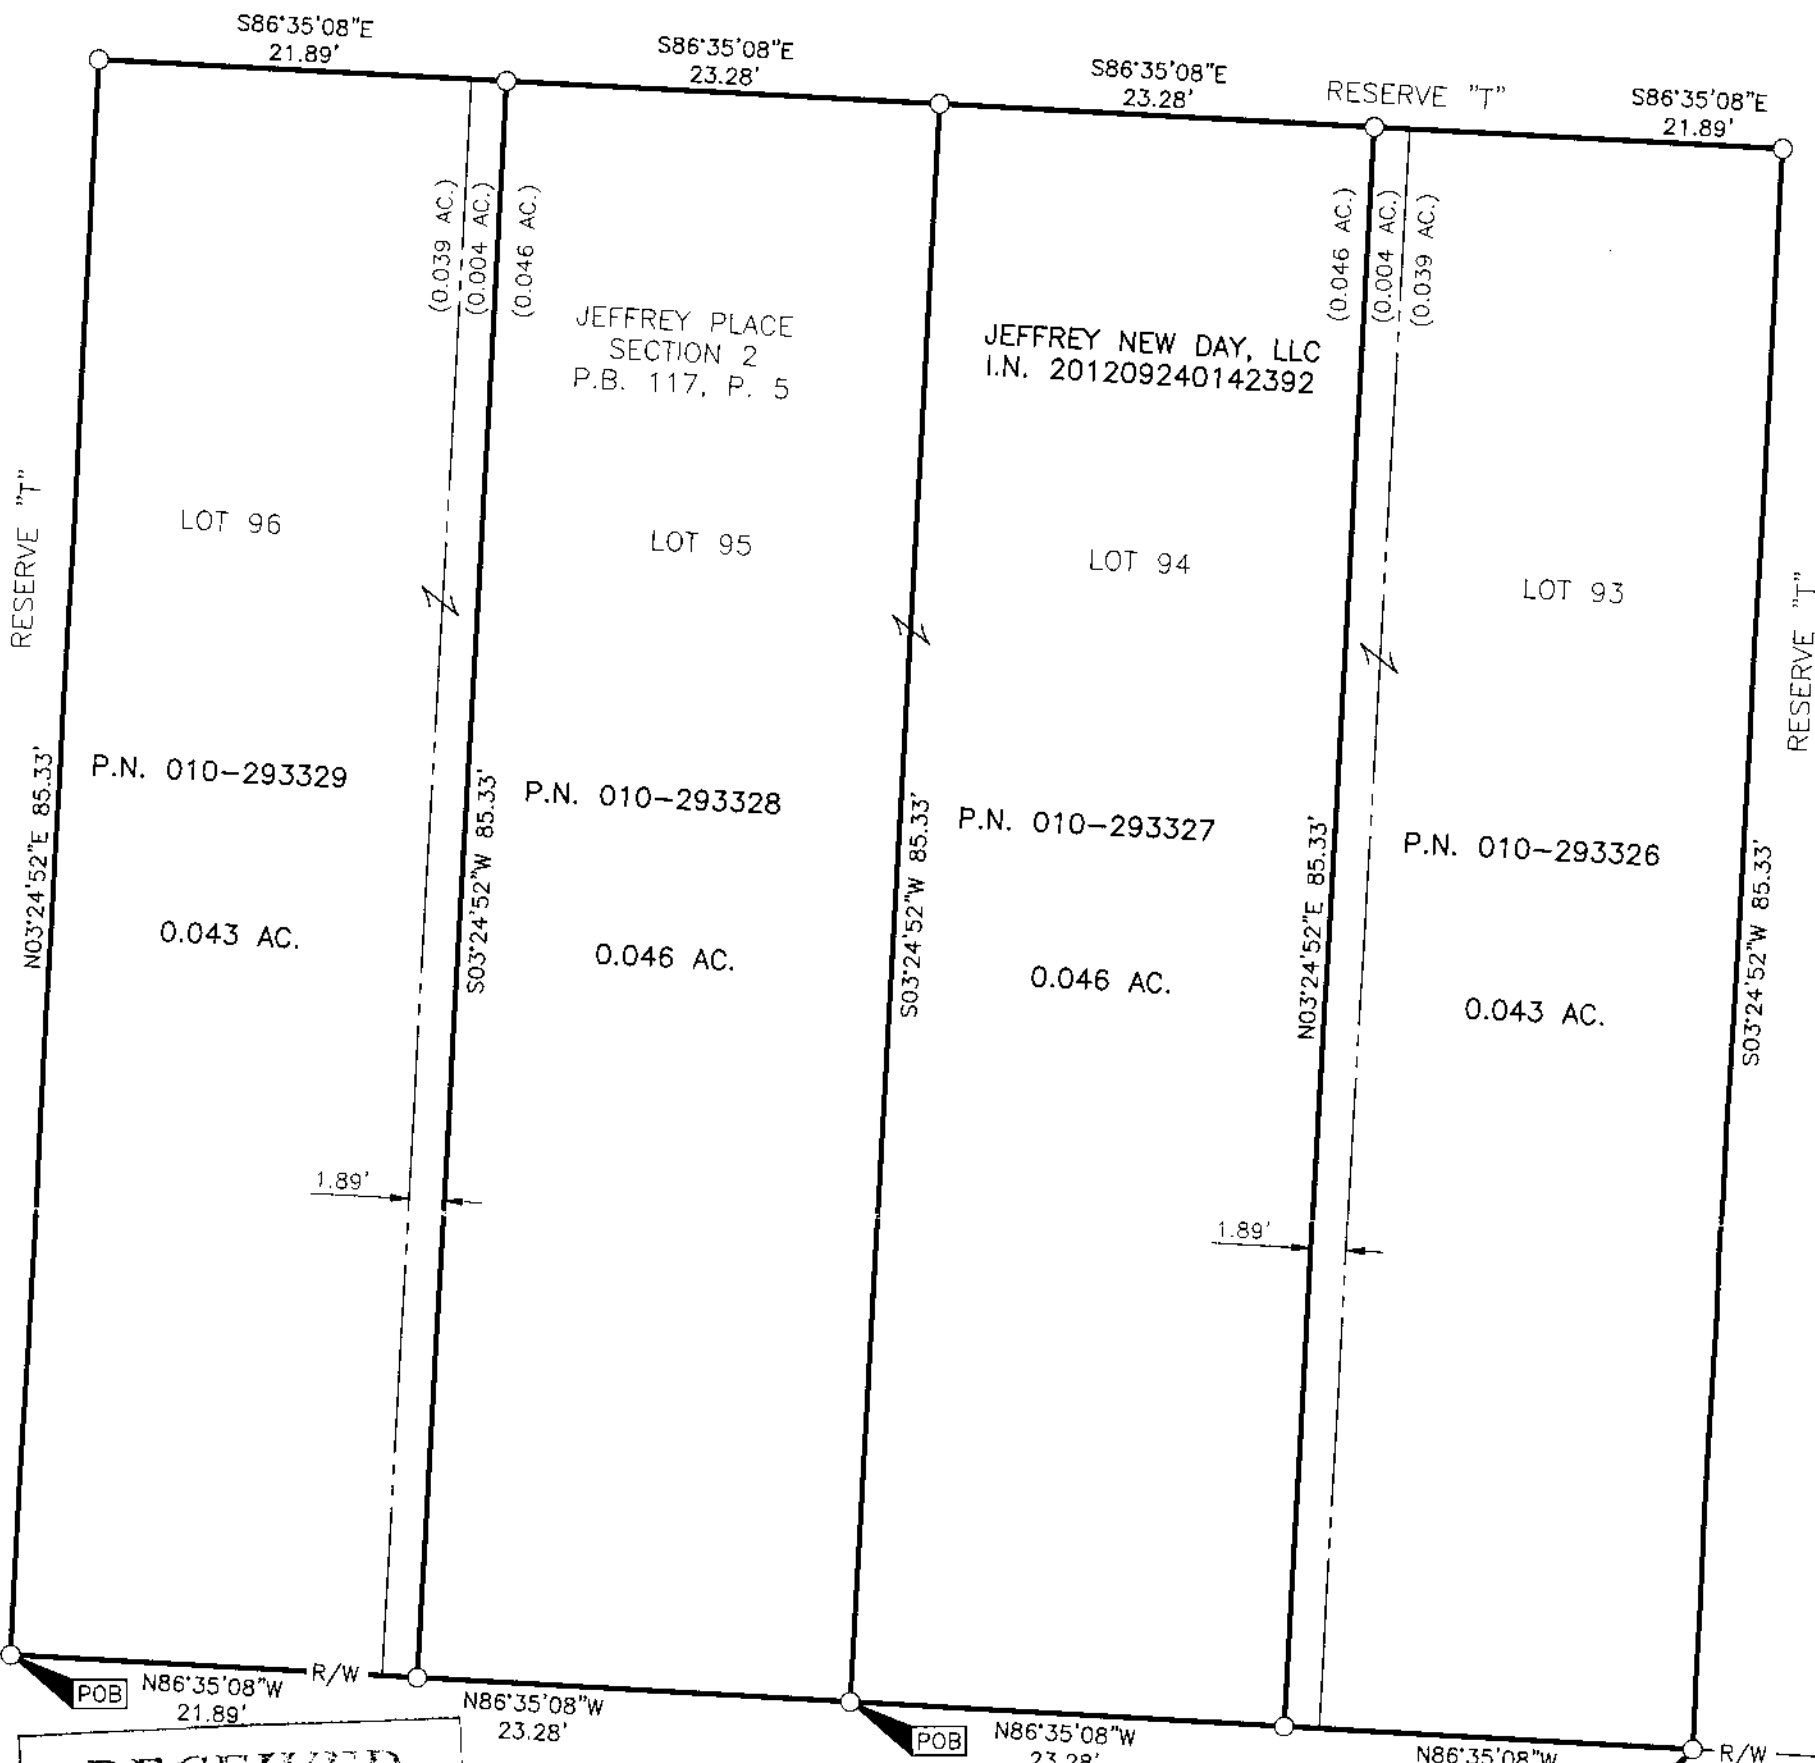 S86°35'08"E
21.89'
S86°35'08"E
23.28'
S86°35'08"E
23.28'
RESERVE "T"
S86°35'08"E
21.89'
(0.039 AC.)
(0.004 AC.)
(0.046 AC.)
(0.046 AC.)
(0.004 AC.)
(0.039 AC.)
JEFFREY PLACE
SECTION 2
P.B. 117, P. 5
JEFFREY NEW DAY, LLC
I.N. 201209240142392
RESERVE "T"
LOT 96
LOT 95
LOT 94
LOT 93
RESERVE "T"
N03°24'52"E 85.33'
P.N. 010-293329
S03°24'52"W 85.33'
P.N. 010-293328
S03°24'52"W 85.33'
P.N. 010-293327
N03°24'52"E 85.33'
P.N. 010-293326
S03°24'52"W 85.33'
0.043 AC.
0.046 AC.
0.046 AC.
0.043 AC.
1.89'
1.89'
POB
N86°35'08"W
21.89'
R/W
N86°35'08"W
23.28'
POB
N86°35'08"W
23.28'
N86°35'08"W
R/W
RECEIVED